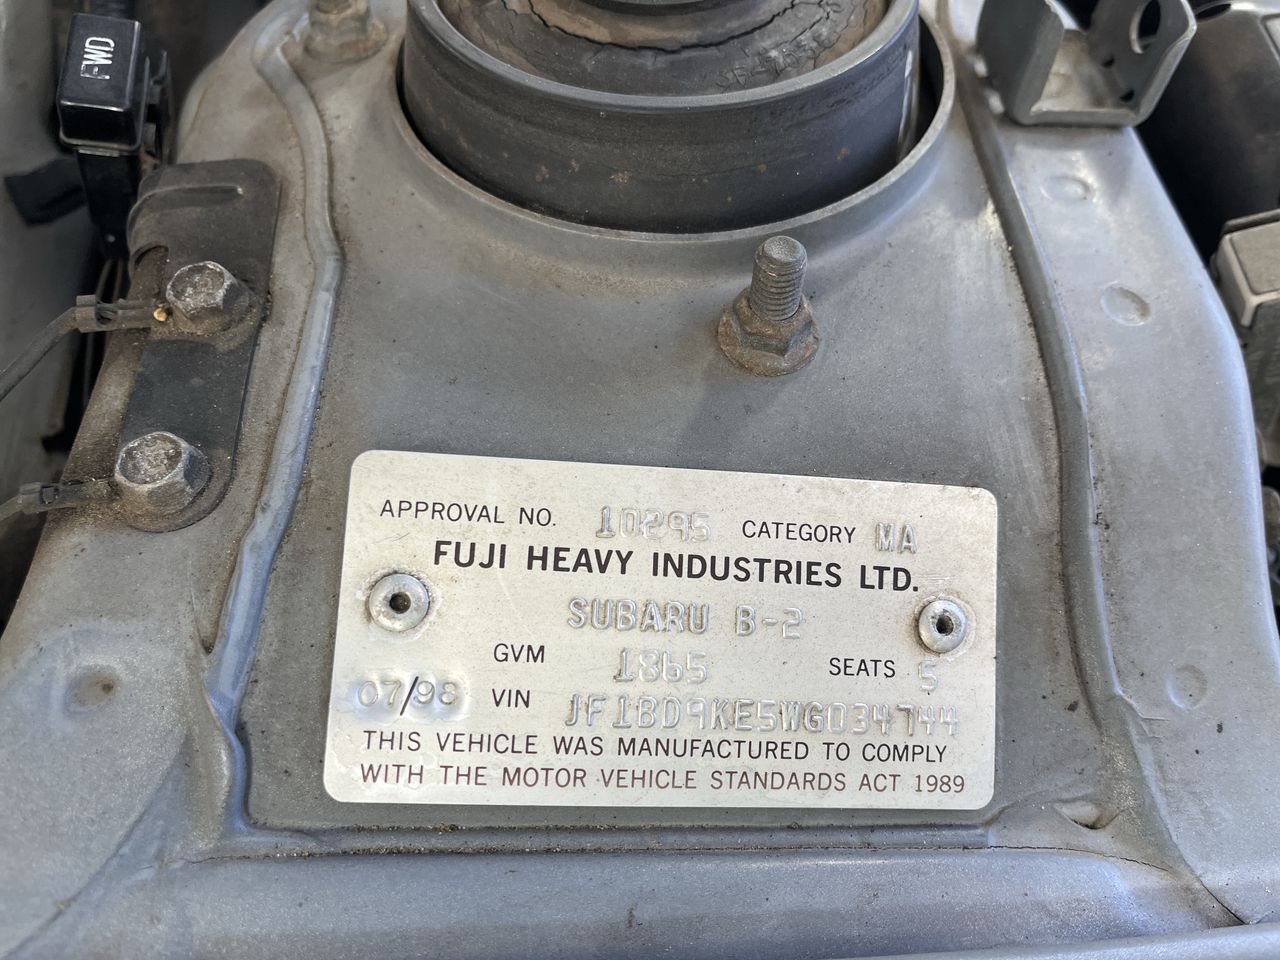 FWD
APPROVAL NO. 10295 CATEGORY MA
FUJI HEAVY INDUSTRIES LTD.
SUBARU B-2
GVM 1865 SEATS 5
07/98 VIN JF1BD9KE5WG034744
THIS VEHICLE WAS MANUFACTURED TO COMPLY
WITH THE MOTOR VEHICLE STANDARDS ACT 1989